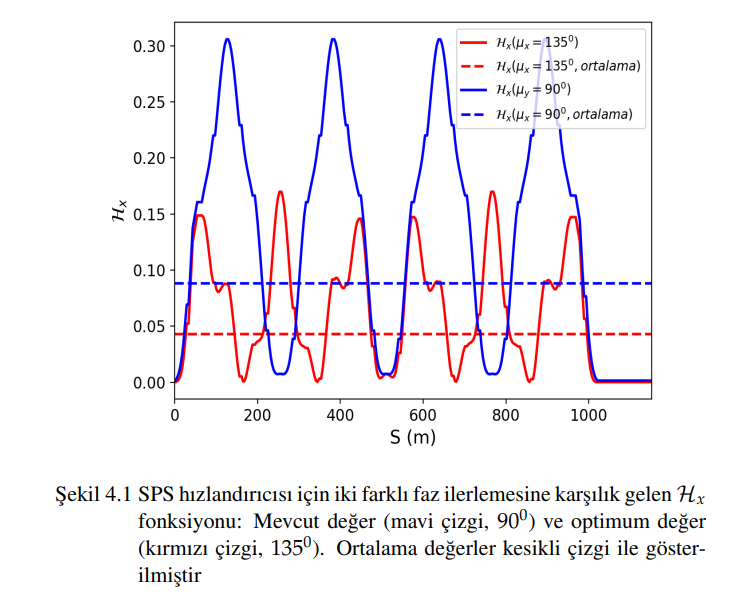 0.30
0.25
0.20
0.15
0.10
0.05
0.00
ℋₓ
ℋₓ(μₓ = 135⁰)
ℋₓ(μₓ = 135⁰, ortalama)
ℋₓ(μᵧ = 90⁰)
ℋₓ(μₓ = 90⁰, ortalama)
0 200 400 600 800 1000
S (m)
Şekil 4.1 SPS hızlandırıcısı için iki farklı faz ilerlemesine karşılık gelen ℋₓ
fonksiyonu: Mevcut değer (mavi çizgi, 90⁰) ve optimum değer
(kırmızı çizgi, 135⁰). Ortalama değerler kesikli çizgi ile göster-
ilmiştir